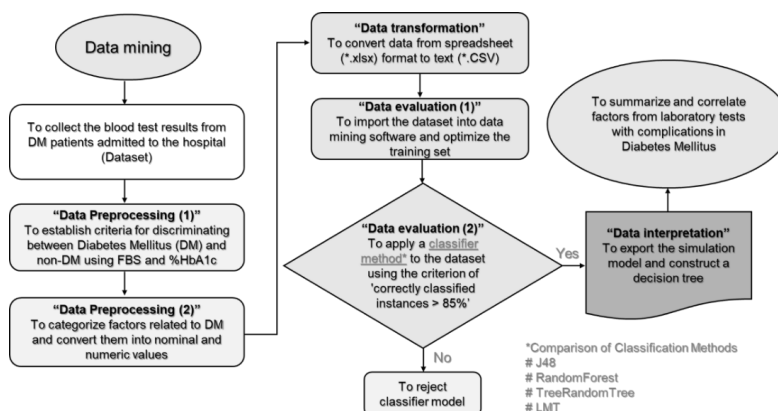 Data mining
To collect the blood test results from
DM patients admitted to the hospital
(Dataset)
“Data Preprocessing (1)”
To establish criteria for discriminating
between Diabetes Mellitus (DM) and
non-DM using FBS and %HbA1c
“Data Preprocessing (2)”
To categorize factors related to DM
and convert them into nominal and
numeric values
“Data transformation”
To convert data from spreadsheet
(*.xlsx) format to text (*.CSV)
“Data evaluation (1)”
To import the dataset into data
mining software and optimize the
training set
“Data evaluation (2)”
To apply a classifier
method* to the dataset
using the criterion of
'correctly classified
instances > 85%'
Yes
No
To reject
classifier model
“Data interpretation”
To export the simulation
model and construct a
decision tree
To summarize and correlate
factors from laboratory tests
with complications in
Diabetes Mellitus
*Comparison of Classification Methods
# J48
# RandomForest
# TreeRandomTree
# LMT